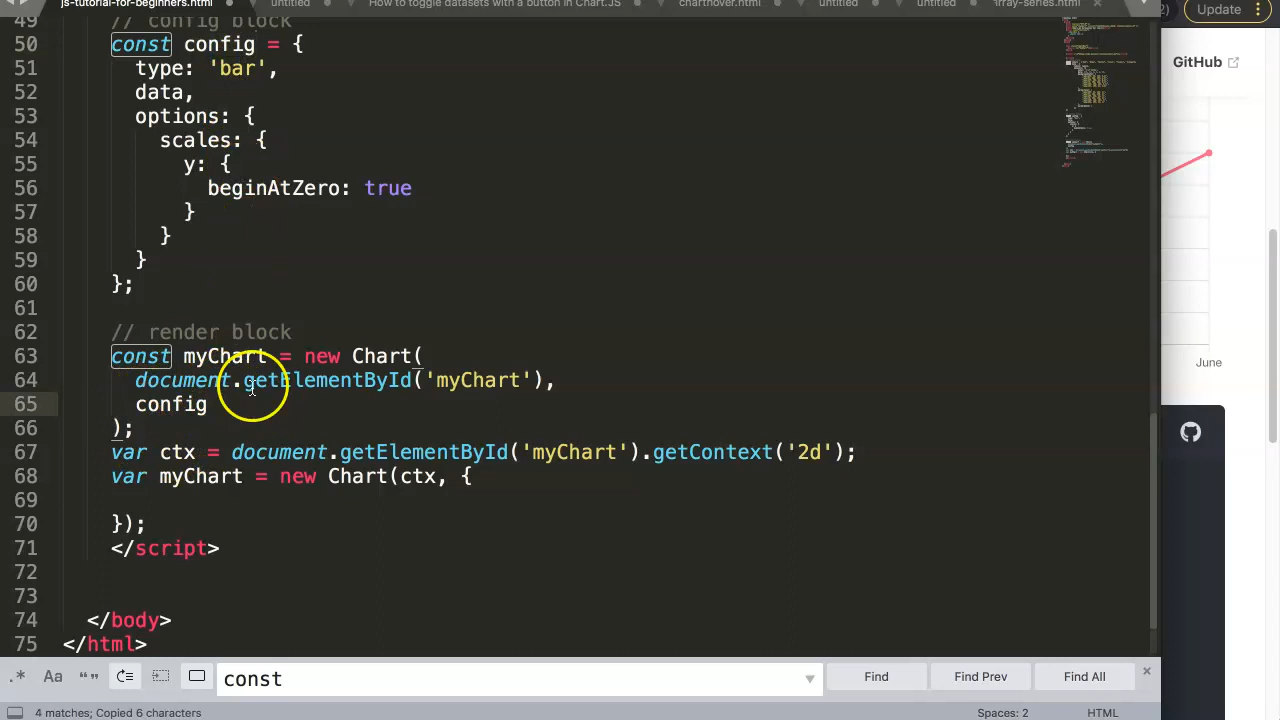 js-tutorial-for-beginners.html
untitled
How to toggle datasets with a button in Chart.JS
charthover.html
untitled
untitled
array-series.html
2)
Update
49 // config block
50 const config = {
51 type: 'bar',
52 data,
53 options: {
54 scales: {
55 y: {
56 beginAtZero: true
57 }
58 }
59 }
60 };
61
62 // render block
63 const myChart = new Chart(
64 document.getElementById('myChart'),
65 config
66 );
67 var ctx = document.getElementById('myChart').getContext('2d');
68 var myChart = new Chart(ctx, {
69
70 });
71 </script>
72
73
74 </body>
75 </html>
GitHub
June
.* Aa “”
const
Find
Find Prev
Find All
4 matches; Copied 6 characters
Spaces: 2
HTML